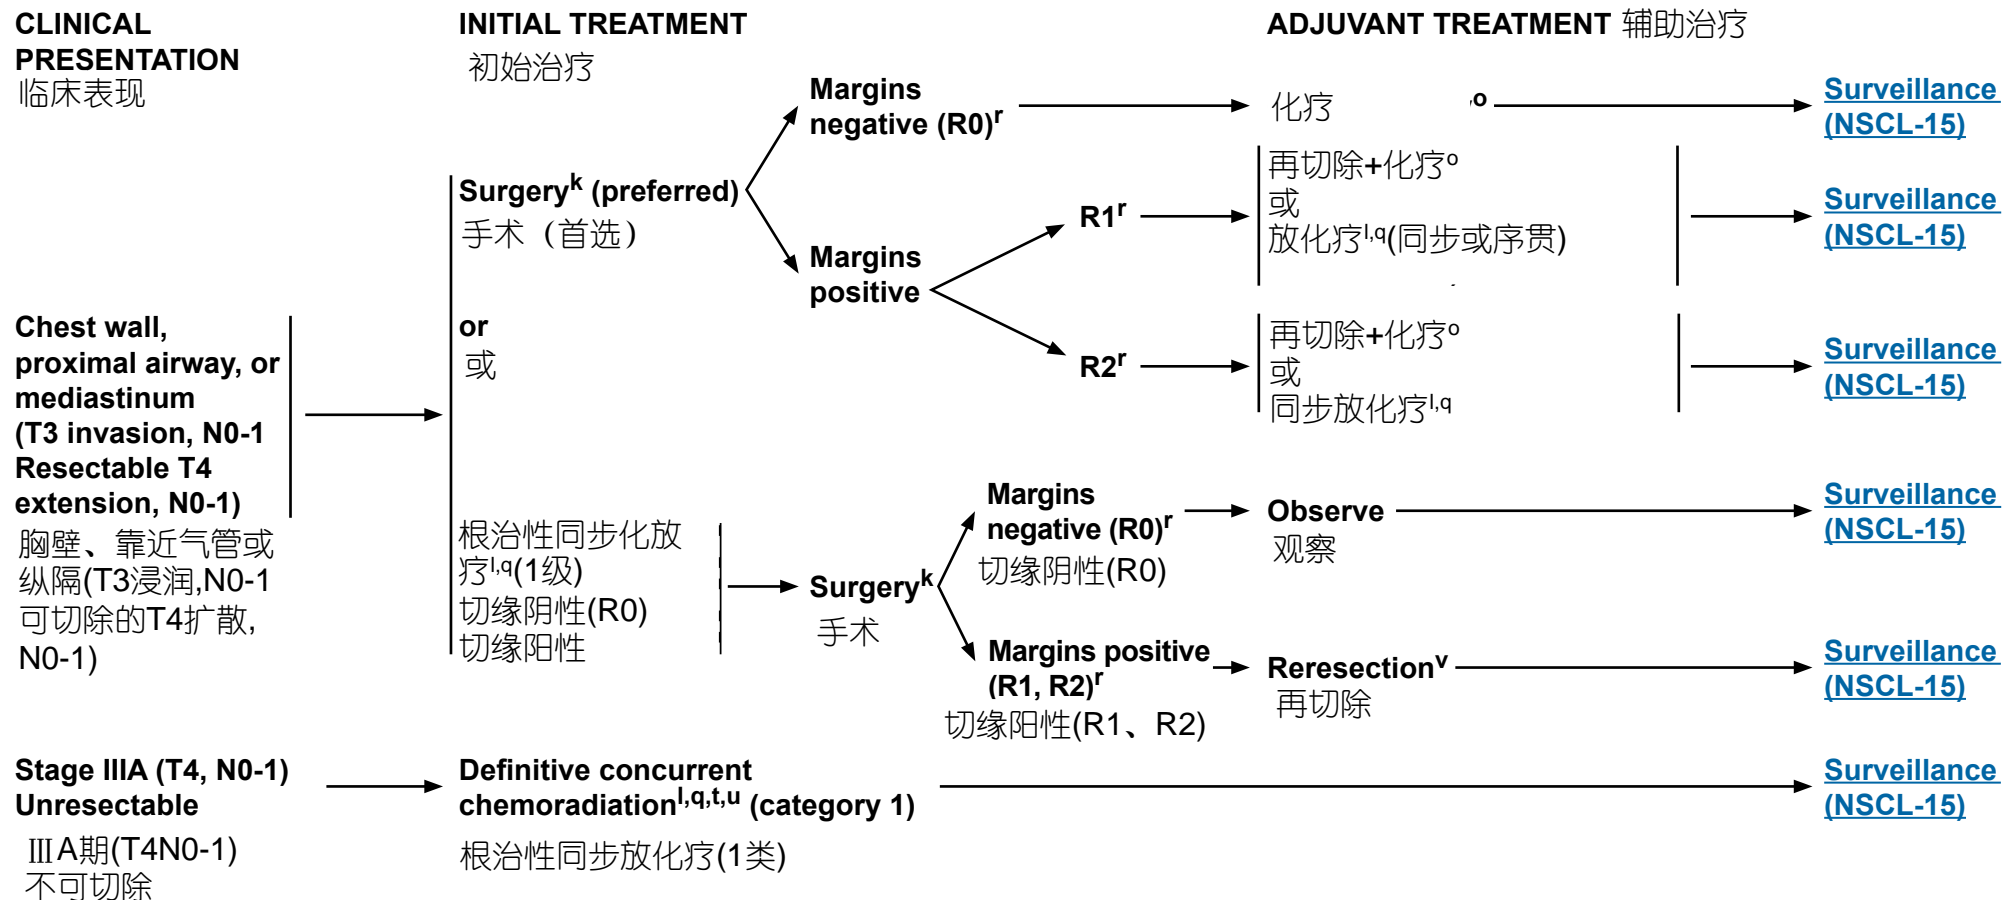 CLINICAL
PRESENTATION
临床表现
INITIAL TREATMENT
初始治疗
ADJUVANT TREATMENT 辅助治疗
Chest wall,
proximal airway, or
mediastinum
(T3 invasion, N0-1
Resectable T4
extension, N0-1)
胸壁、靠近气管或
纵隔(T3浸润,N0-1
可切除的T4扩散,
N0-1)
Surgeryᵏ (preferred)
手术（首选）
or
或
根治性同步化放
疗ˡ,q(1级)
切缘阴性(R0)
切缘阳性
Margins
negative (R0)ʳ
化疗 ᵒ
Surveillance
(NSCL-15)
Margins
positive
R1ʳ
再切除+化疗ᵒ
或
放化疗ˡ,q(同步或序贯)
Surveillance
(NSCL-15)
R2ʳ
再切除+化疗ᵒ
或
同步放化疗ˡ,q
Surveillance
(NSCL-15)
Surgeryᵏ
手术
Margins
negative (R0)ʳ
切缘阴性(R0)
Observe
观察
Surveillance
(NSCL-15)
Margins positive
(R1, R2)ʳ
切缘阳性(R1、R2)
Reresectionᵛ
再切除
Surveillance
(NSCL-15)
Stage IIIA (T4, N0-1)
Unresectable
ⅢA期(T4N0-1)
不可切除
Definitive concurrent
chemoradiationˡ,q,ᵗ,ᵘ (category 1)
根治性同步放化疗(1类)
Surveillance
(NSCL-15)